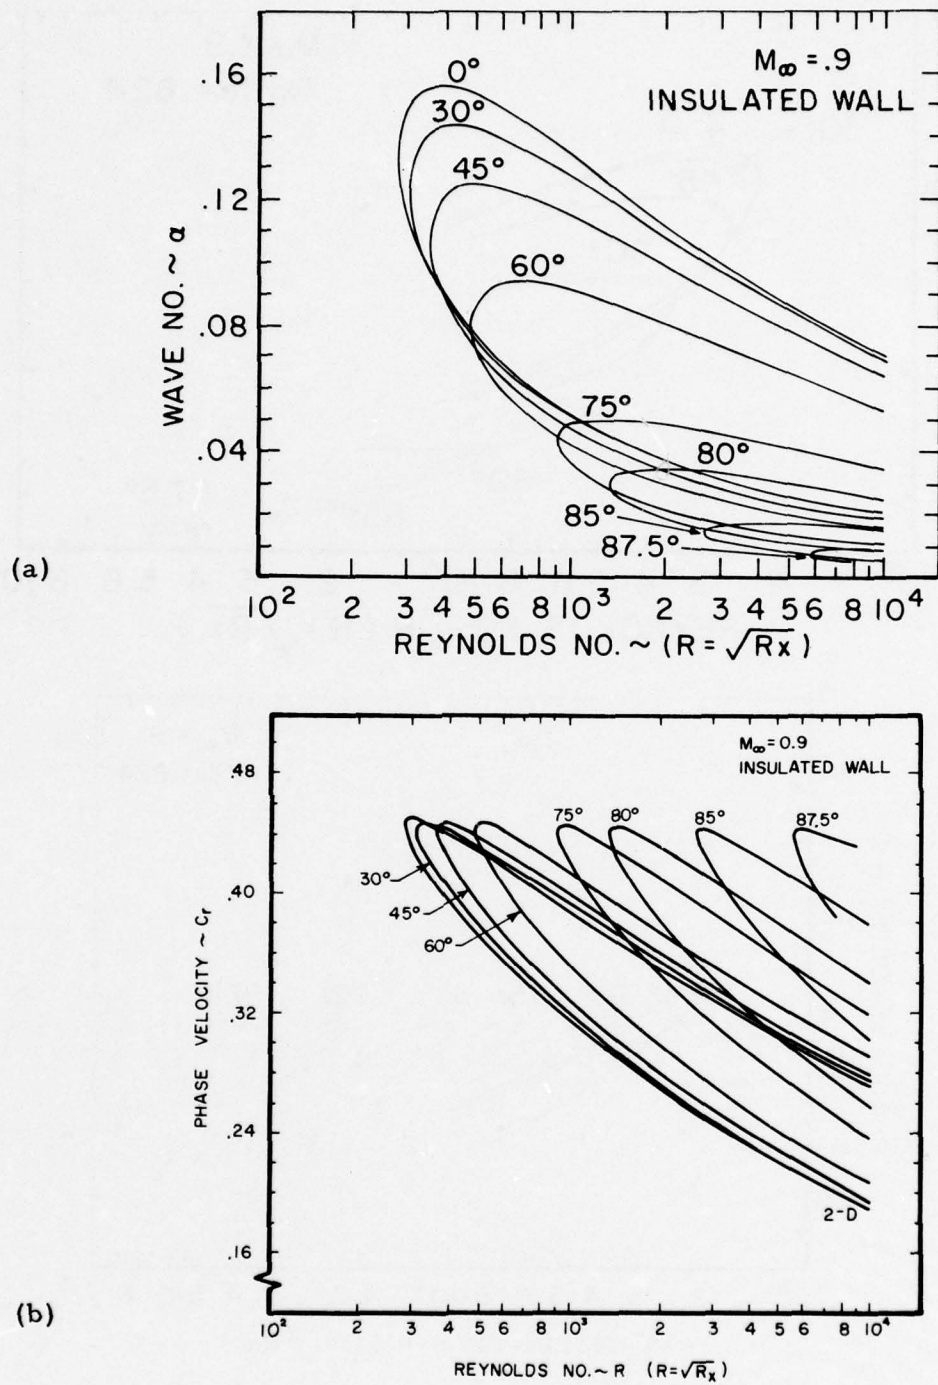 M∞ = .9
INSULATED WALL
0°
30°
45°
60°
75°
80°
85°
87.5°
.16
.12
.08
.04
WAVE NO. ~ α
(a)
10² 2 3 4 5 6 10³ 2 3 4 5 6 10⁴
REYNOLDS NO. ~ (R = √Rx)
M∞ = 0.9
INSULATED WALL
.48
.40
.32
.24
.16
PHASE VELOCITY ~ Cr
75°
80°
85°
87.5°
30°
45°
60°
2-D
(b)
10² 2 3 4 5 6 8 10³ 2 3 4 5 6 8 10⁴
REYNOLDS NO. ~ R (R = √Rx)